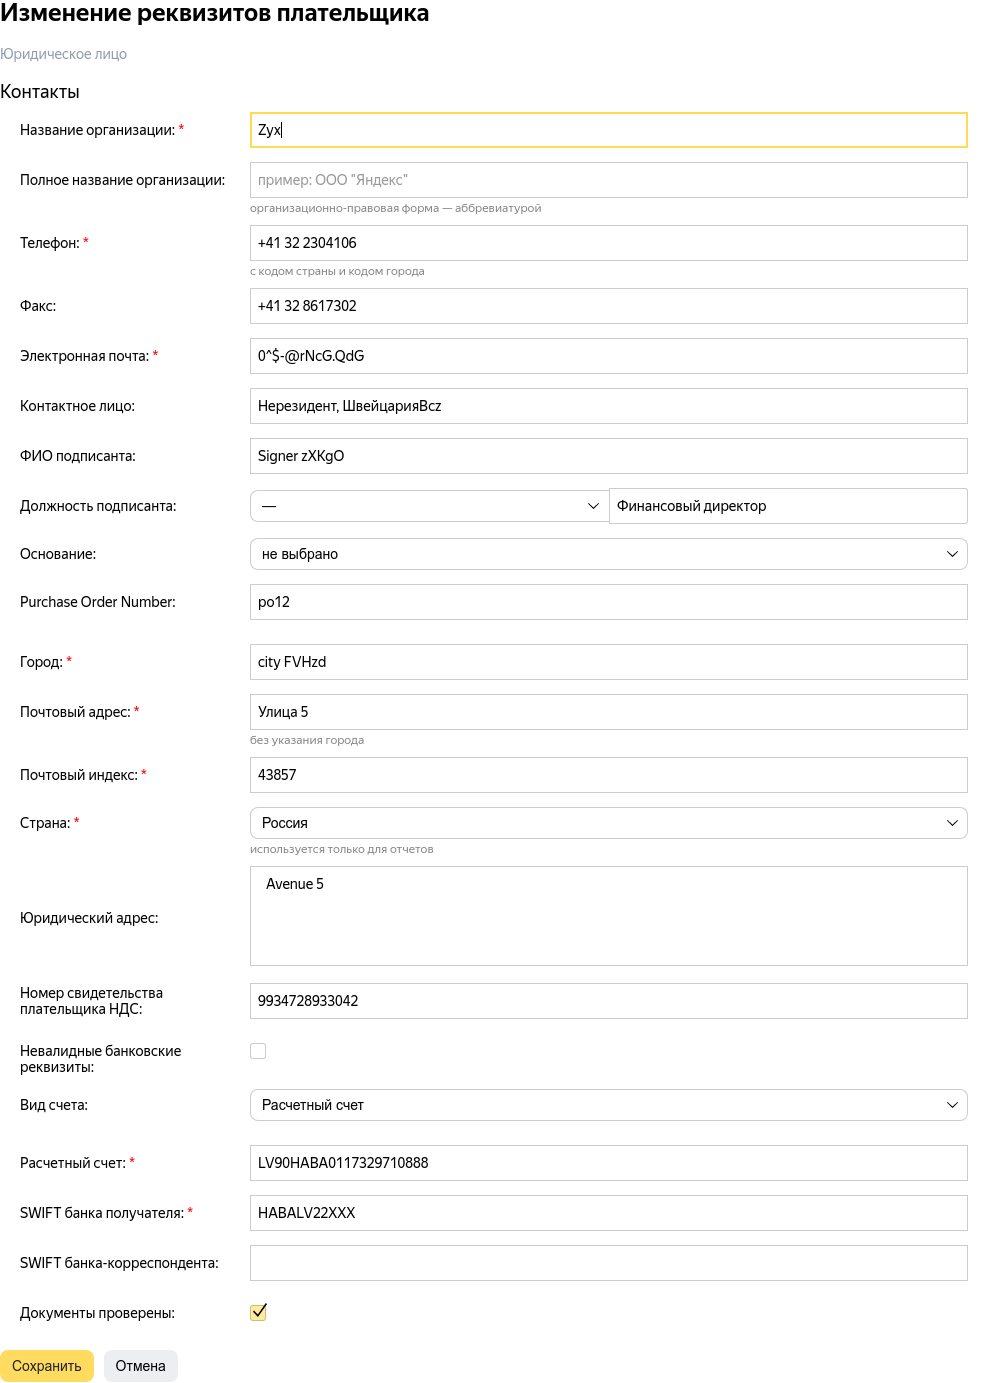 Изменение реквизитов плательщика
Юридическое лицо
Контакты
Название организации: *
Zyx
Полное название организации:
пример: ООО "Яндекс"
организационно-правовая форма — аббревиатурой
Телефон: *
+41 32 2304106
с кодом страны и кодом города
Факс:
+41 32 8617302
Электронная почта: *
0^$-@rNcG.QdG
Контактное лицо:
Нерезидент, ШвейцарияBcz
ФИО подписанта:
Signer zXKgO
Должность подписанта:
—
Финансовый директор
Основание:
не выбрано
Purchase Order Number:
po12
Город: *
city FVHzd
Почтовый адрес: *
Улица 5
без указания города
Почтовый индекс: *
43857
Страна: *
Россия
используется только для отчетов
Юридический адрес:
Avenue 5
Номер свидетельства
плательщика НДС:
9934728933042
Невалидные банковские
реквизиты:
Вид счета:
Расчетный счет
Расчетный счет: *
LV90HABA0117329710888
SWIFT банка получателя: *
HABALV22XXX
SWIFT банка-корреспондента:
Документы проверены:
Сохранить
Отмена